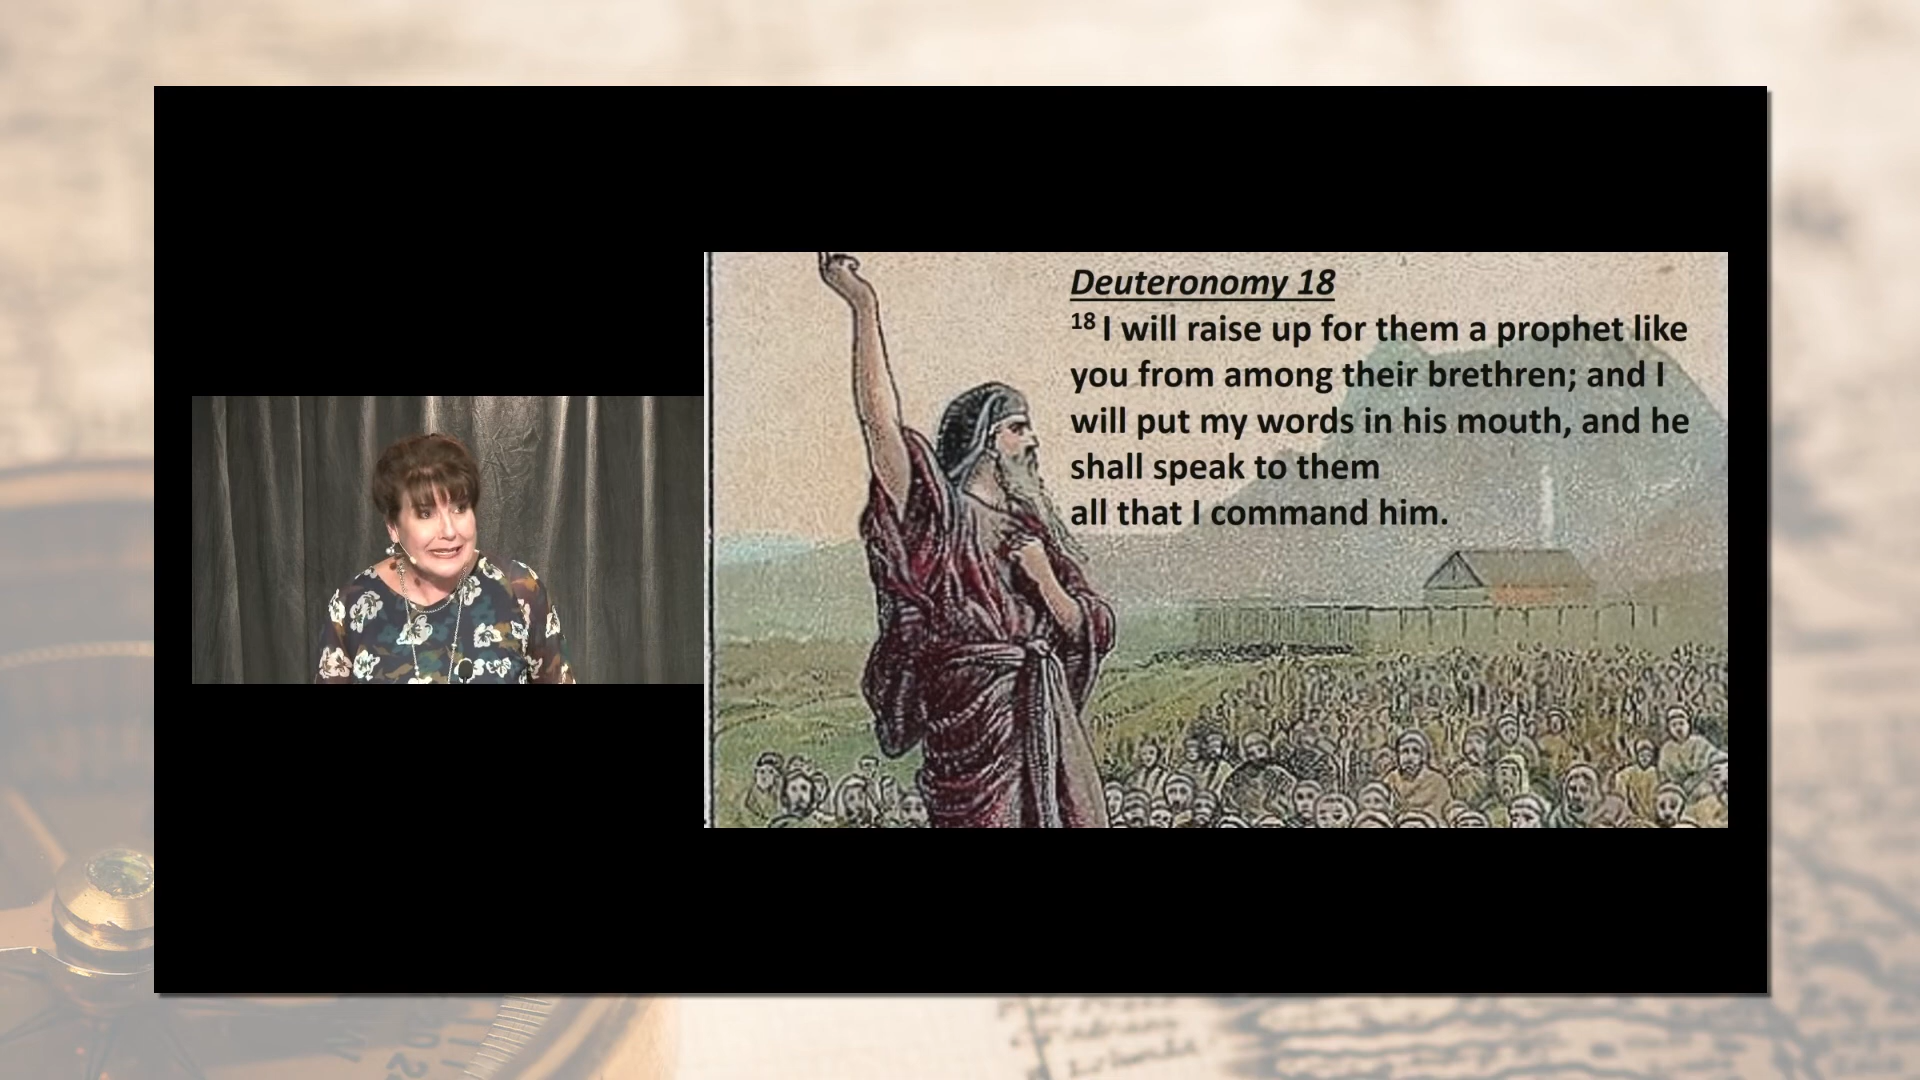 Deuteronomy 18
18 I will raise up for them a prophet like
you from among their brethren; and I
will put my words in his mouth, and he
shall speak to them
all that I command him.